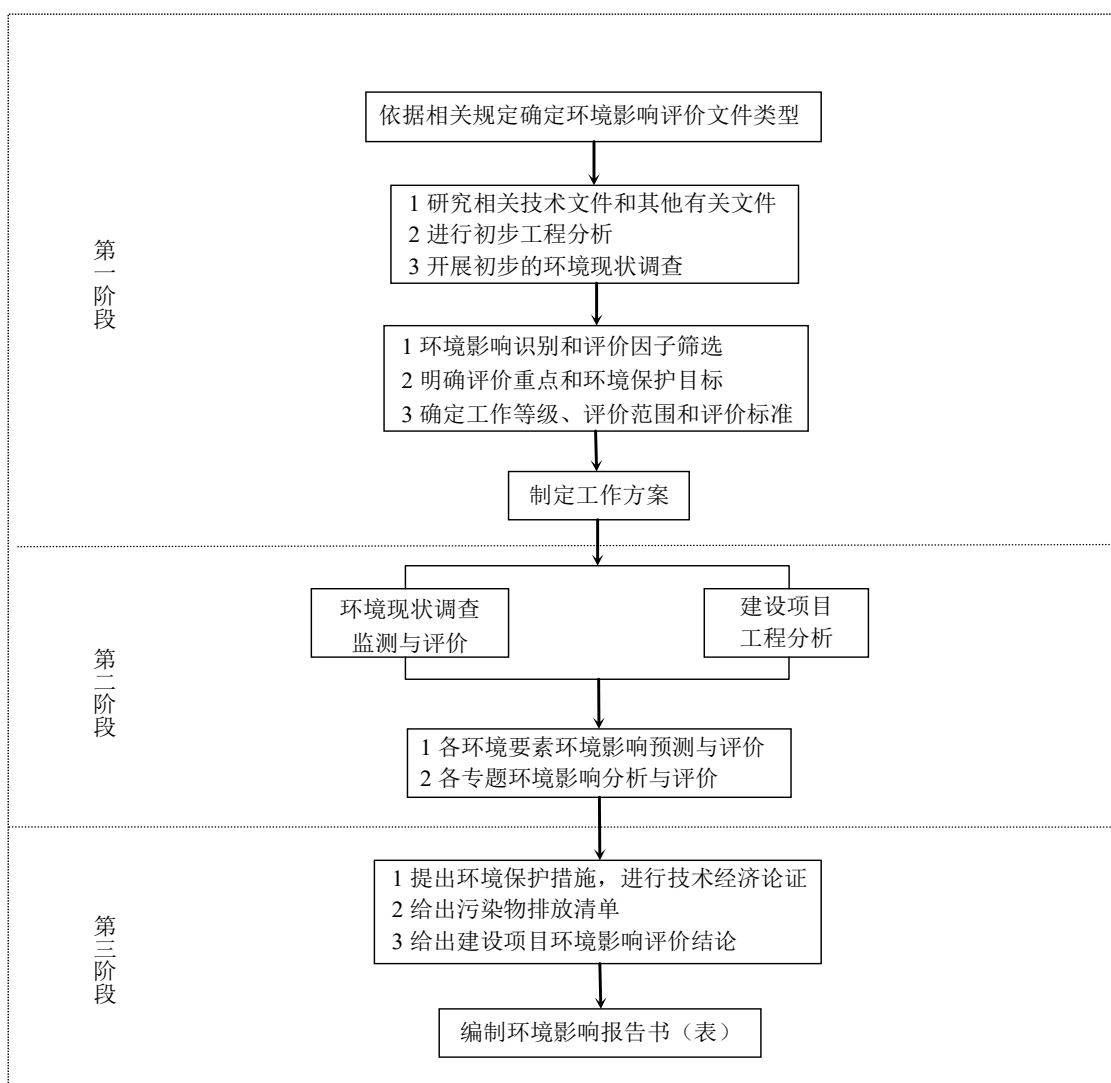 依据相关规定确定环境影响评价文件类型
1 研究相关技术文件和其他有关文件
2 进行初步工程分析
3 开展初步的环境现状调查
第一阶段
1 环境影响识别和评价因子筛选
2 明确评价重点和环境保护目标
3 确定工作等级、评价范围和评价标准
制定工作方案
环境现状调查
监测与评价
建设项目
工程分析
第二阶段
1 各环境要素环境影响预测与评价
2 各专题环境影响分析与评价
1 提出环境保护措施，进行技术经济论证
2 给出污染物排放清单
3 给出建设项目环境影响评价结论
第三阶段
编制环境影响报告书（表）